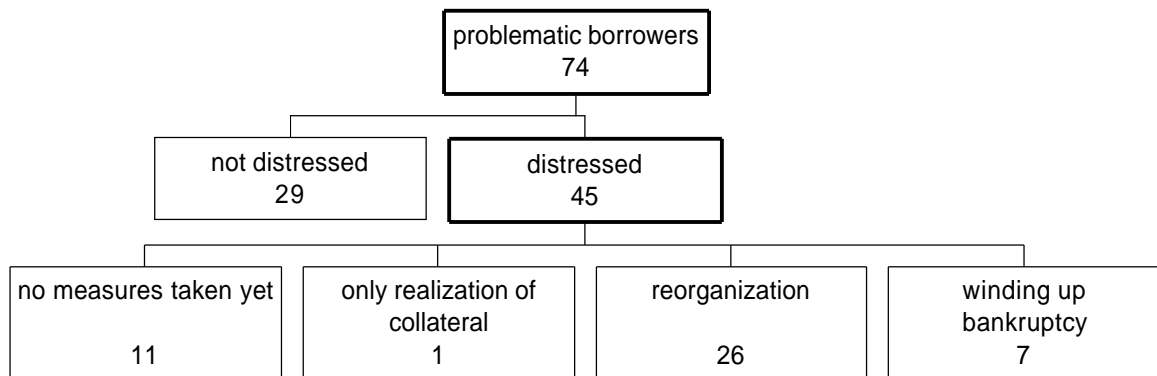 problematic borrowers
74
not distressed
29
distressed
45
no measures taken yet
11
only realization of
collateral
1
reorganization
26
winding up
bankruptcy
7